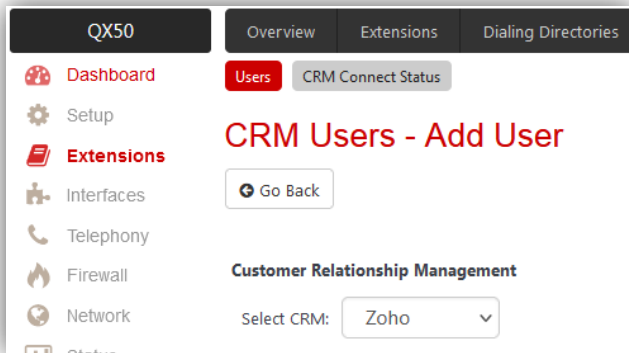 QX50
Overview Extensions Dialing Directories
Dashboard
Users CRM Connect Status
Setup
CRM Users - Add User
Extensions
Go Back
Interfaces
Telephony
Firewall
Customer Relationship Management
Network
Select CRM: Zoho